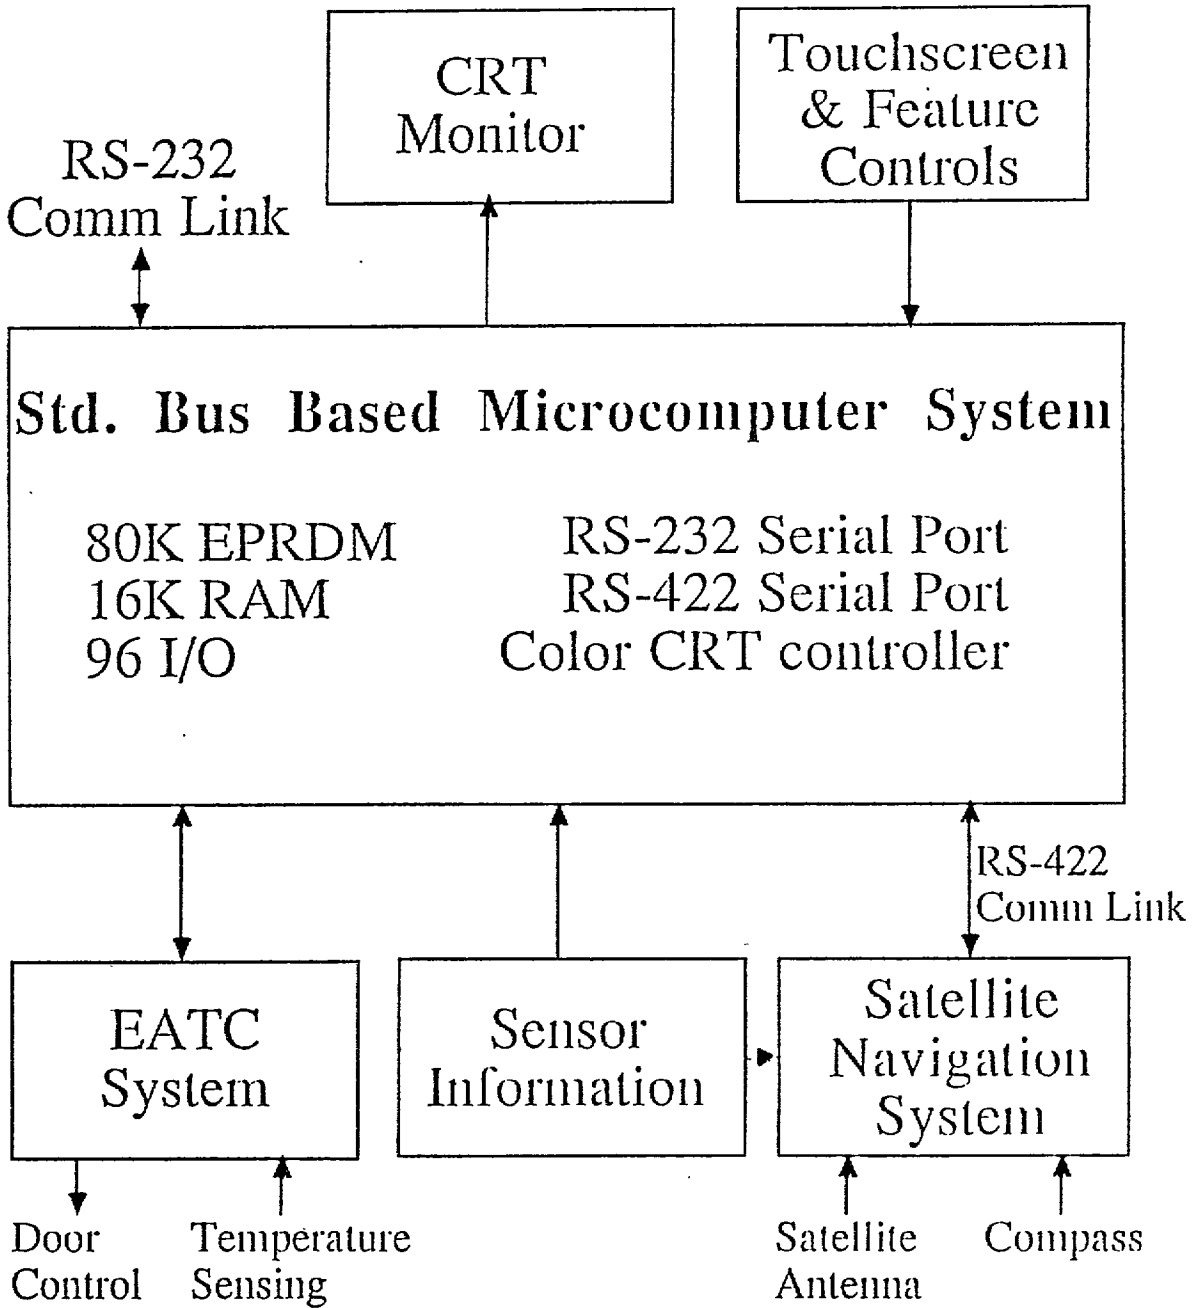 CRT
Monitor
Touchscreen
& Feature
Controls
RS-232
Comm Link
Std. Bus Based Microcomputer System
80K EPRDM
16K RAM
96 I/O
RS-232 Serial Port
RS-422 Serial Port
Color CRT controller
RS-422
Comm Link
EATC
System
Sensor
Information
Satellite
Navigation
System
Door
Control
Temperature
Sensing
Satellite
Antenna
Compass